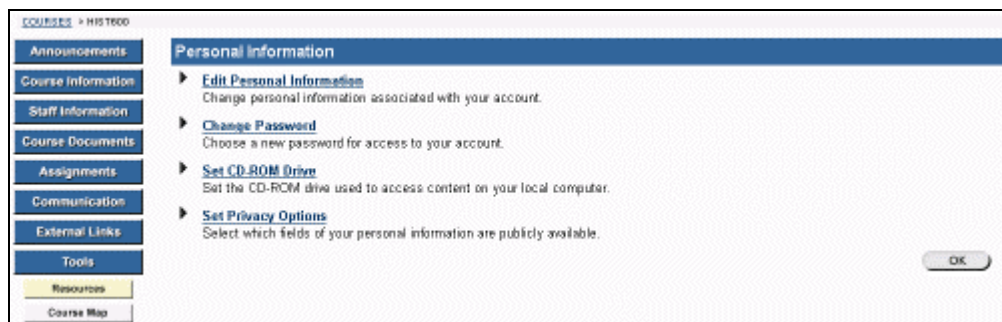 COURSES > HIST600
Announcements
Course Information
Staff Information
Course Documents
Assignments
Communication
External Links
Tools
Resources
Course Map
Personal Information
Edit Personal Information
Change personal information associated with your account.
Change Password
Choose a new password for access to your account.
Set CD-ROM Drive
Set the CD-ROM drive used to access content on your local computer.
Set Privacy Options
Select which fields of your personal information are publicly available.
OK